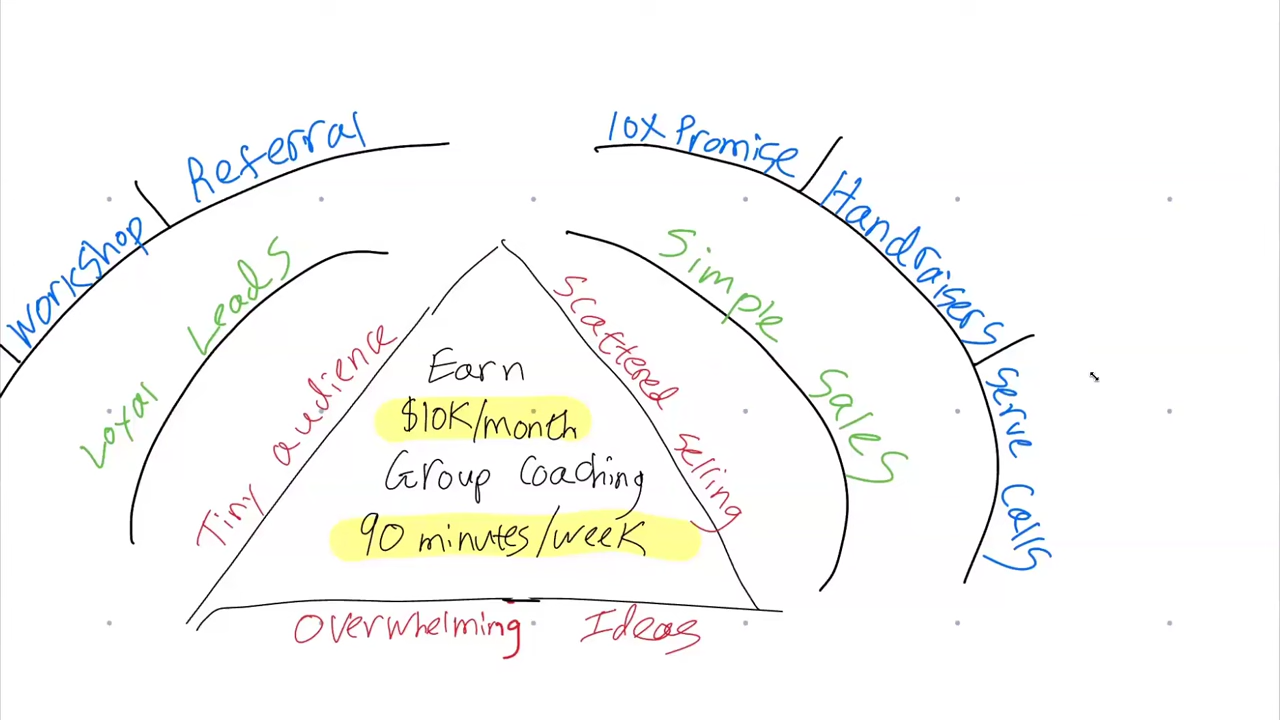 Referral
Workshop
Loyal Leads
10X Promise
Handraisers
Serve Calls
Simple Sales
Tiny audience
Scattered Selling
Earn
$10K/month
Group Coaching
90 minutes/week
Overwhelming Ideas